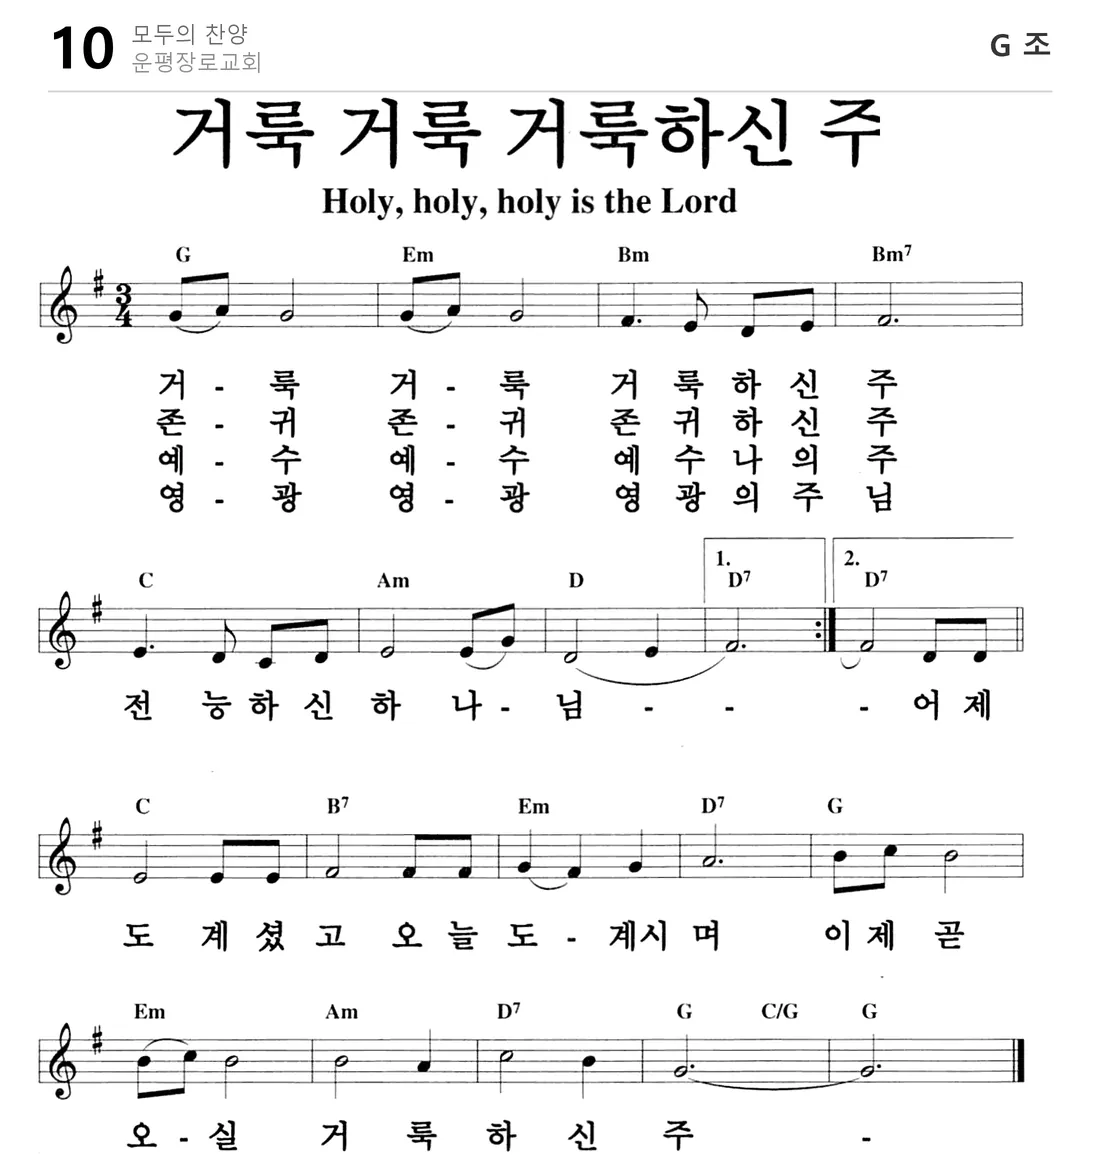 10 모두의 찬양 G 조
운평장로교회
거룩 거룩 거룩하신 주
Holy, holy, holy is the Lord
G Em Bm Bm7
3
4
거 - 룩 거 - 룩 거 룩 하 신 주
존 - 귀 존 - 귀 존 귀 하 신 주
예 - 수 예 - 수 예 수 나 의 주
영 - 광 영 - 광 영 광 의 주 님
1. 2.
C Am D D7 D7
전 능 하 신 하 나 - 님 - - - 어 제
C B7 Em D7 G
도 계 셨 고 오 늘 도 - 계 시 며 이 제 곧
Em Am D7 G C/G G
오 - 실 거 룩 하 신 주 -